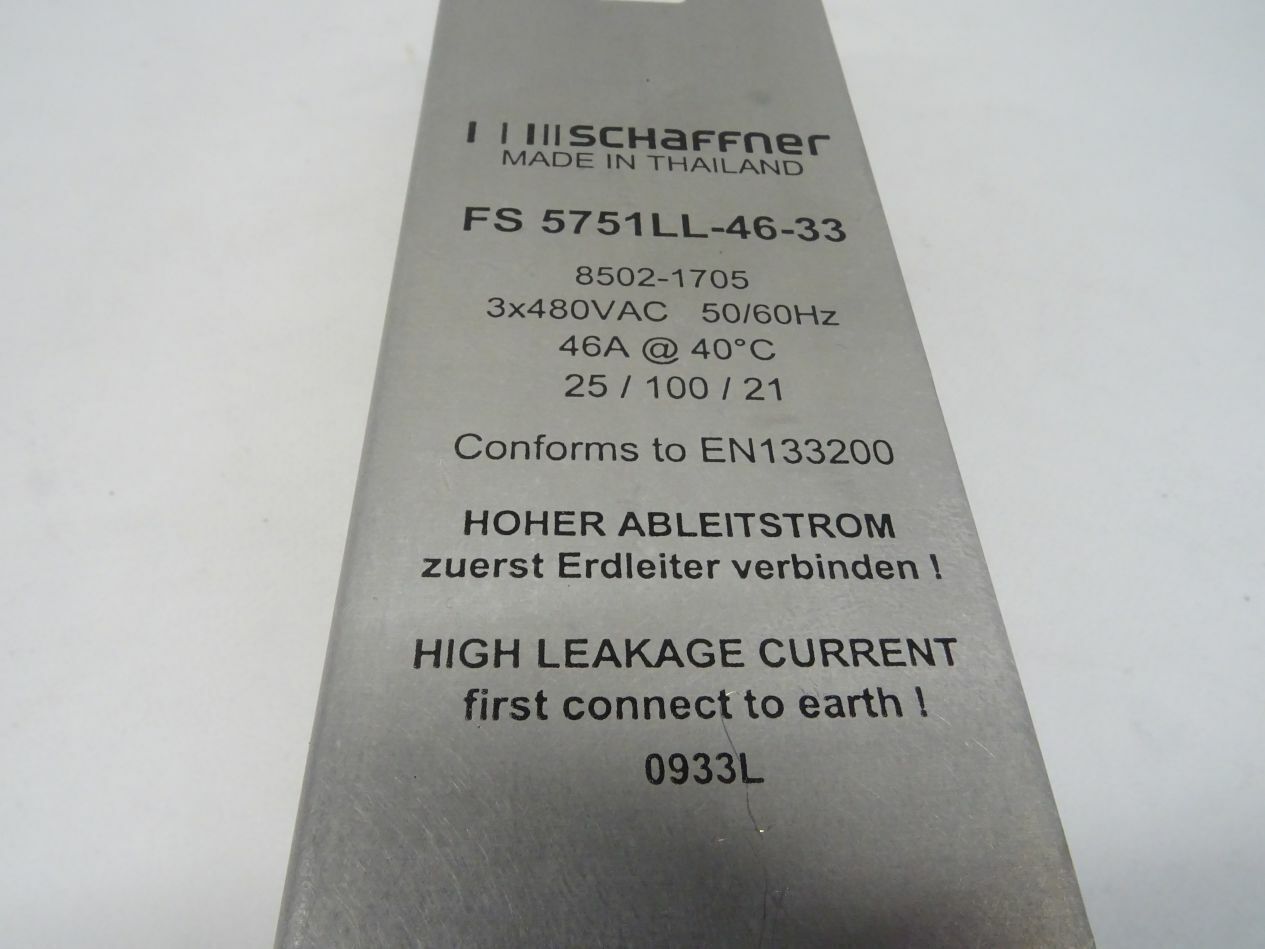 SCHAFFNER
MADE IN THAILAND
FS 5751LL-46-33
8502-1705
3x480VAC 50/60Hz
46A @ 40°C
25 / 100 / 21
Conforms to EN133200
HOHER ABLEITSTROM
zuerst Erdleiter verbinden !
HIGH LEAKAGE CURRENT
first connect to earth !
0933L